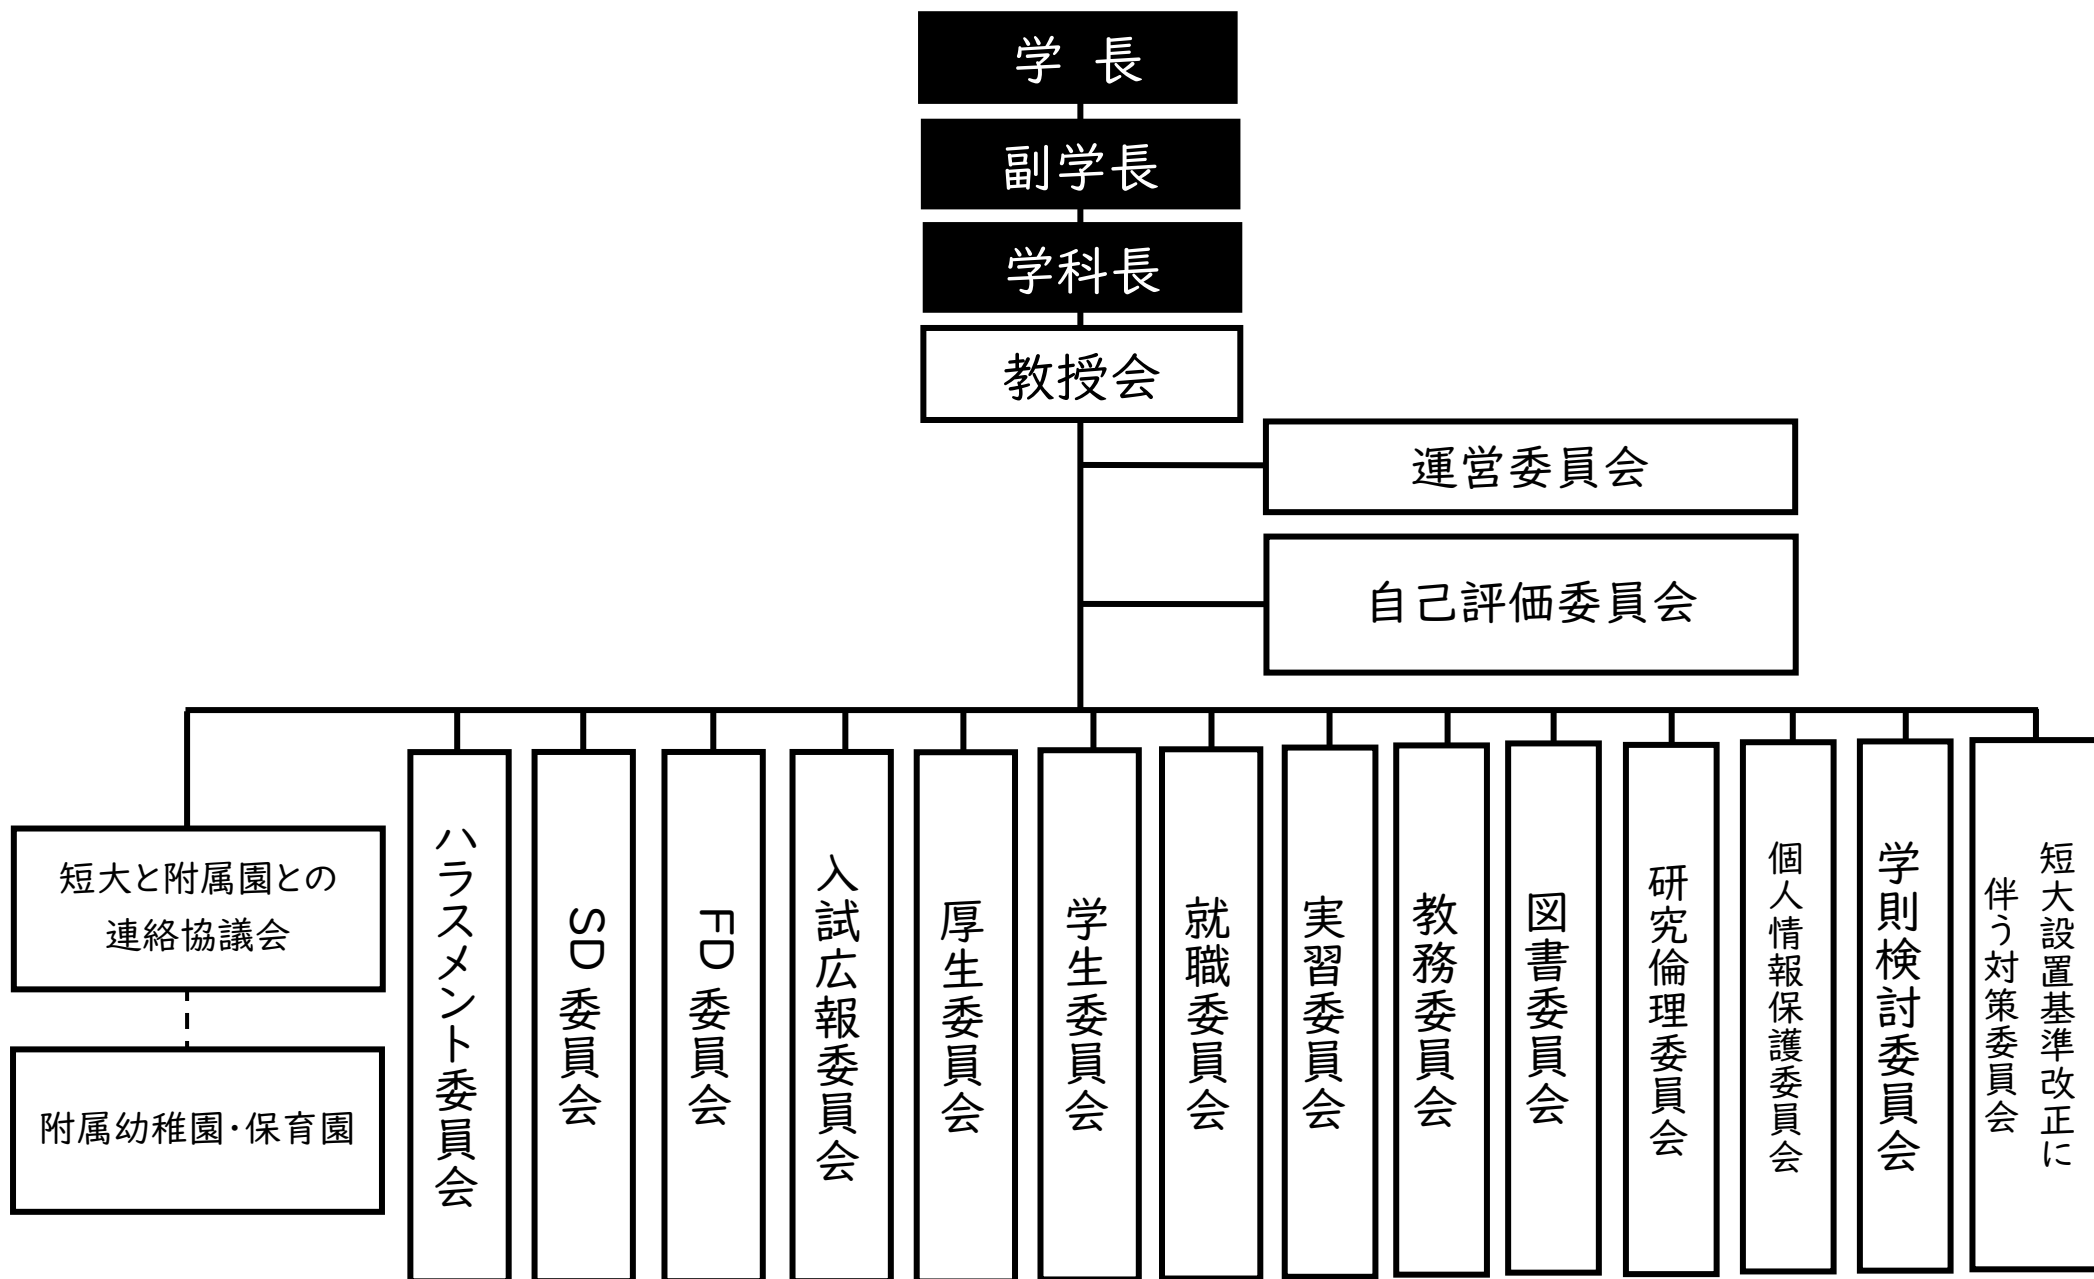 学 長
副学長
学科長
教授会
運営委員会
自己評価委員会
短大と附属園との
連絡協議会
附属幼稚園・保育園
ハラスメント委員会
SD 委員会
FD 委員会
入試広報委員会
厚生委員会
学生委員会
就職委員会
実習委員会
教務委員会
図書委員会
研究倫理委員会
個人情報保護委員会
学則検討委員会
短大設置基準改正に
伴う対策委員会